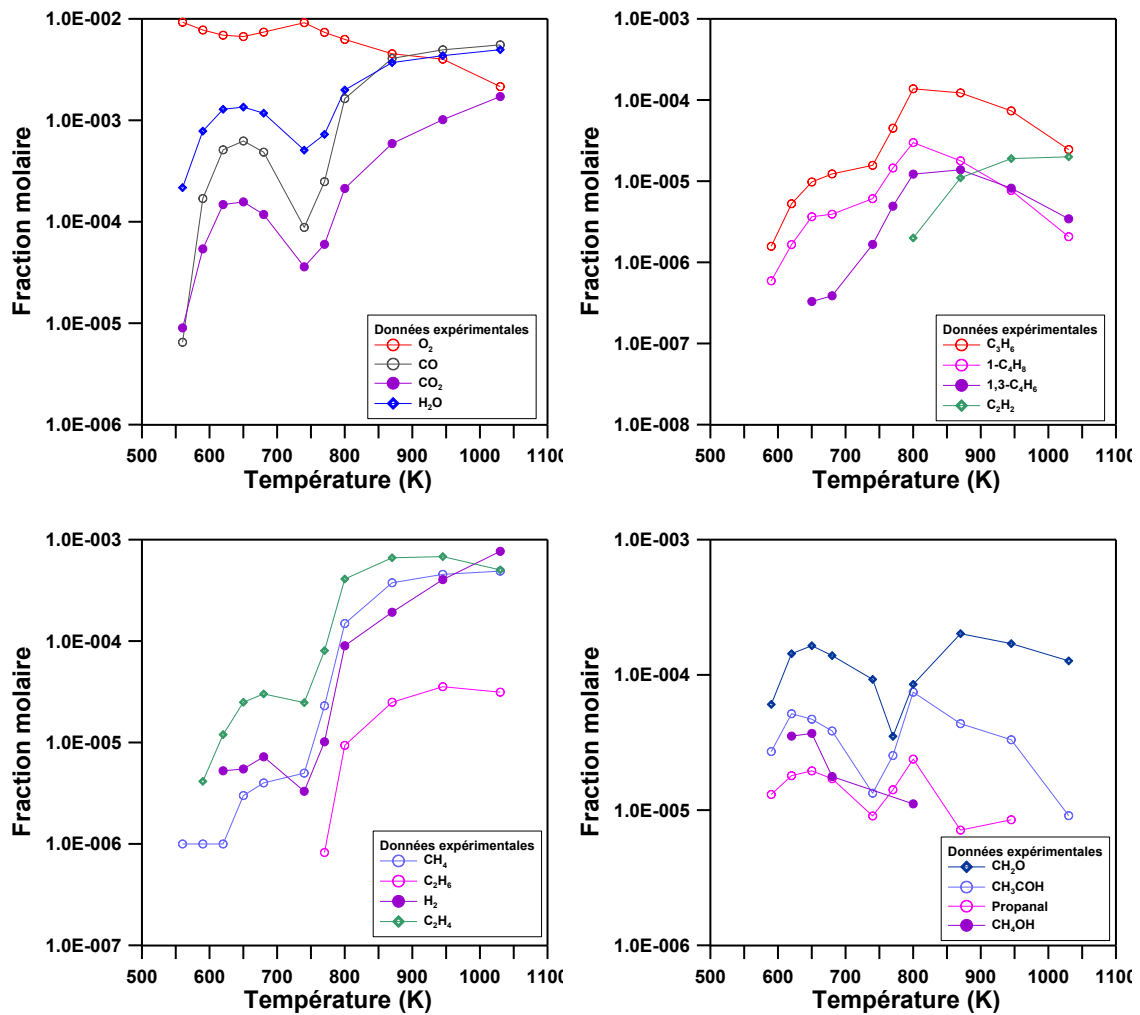 1.0E-002
1.0E-003
1.0E-004
1.0E-005
1.0E-006
Fraction molaire
500 600 700 800 900 1000 1100
Température (K)
Données expérimentales
O2
CO
CO2
H2O
1.0E-003
1.0E-004
1.0E-005
1.0E-006
1.0E-007
1.0E-008
Fraction molaire
500 600 700 800 900 1000 110
Température (K)
Données expérimentales
C3H6
1-C4H8
1,3-C4H6
C2H2
1.0E-003
1.0E-004
1.0E-005
1.0E-006
1.0E-007
Fraction molaire
500 600 700 800 900 1000 1100
Température (K)
Données expérimentales
CH4
C2H6
H2
C2H4
1.0E-003
1.0E-004
1.0E-005
1.0E-006
Fraction molaire
500 600 700 800 900 1000 110
Température (K)
Données expérimentales
CH2O
CH3COH
Propanal
CH4OH